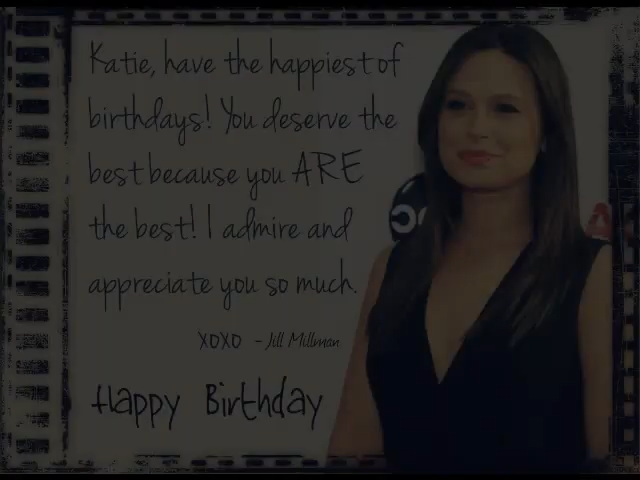 Katie, have the happiest of
birthdays! You deserve the
best because you ARE
the best! I admire and
appreciate you so much.
XOXO - Jill Millman
Happy Birthday